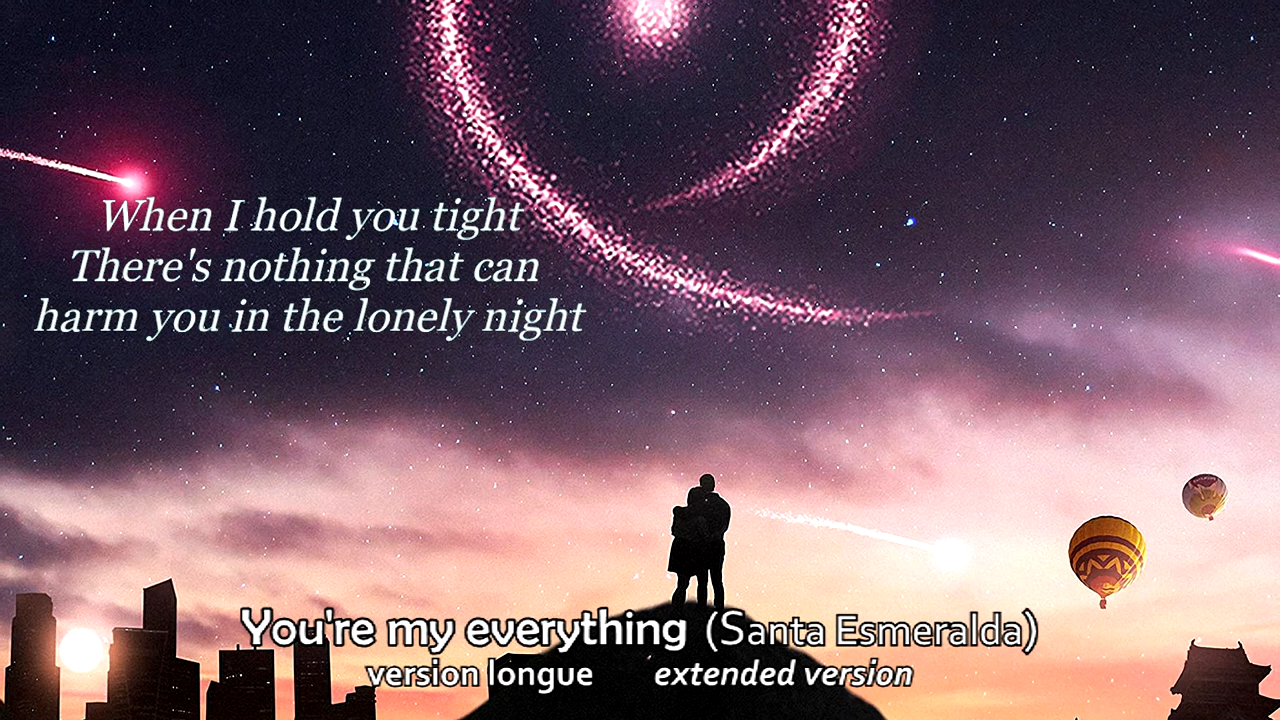 When I hold you tight
There's nothing that can
harm you in the lonely night
You're my everything (Santa Esmeralda)
version longue extended version